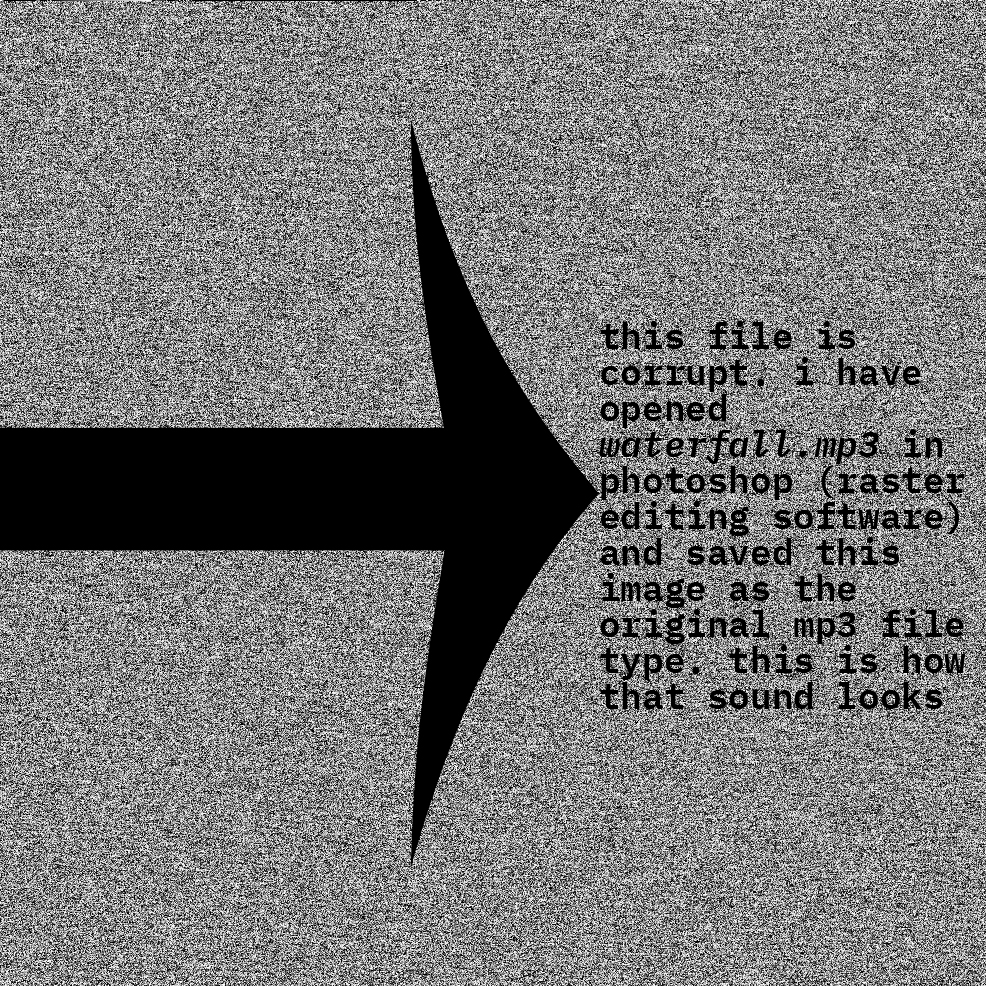 this file is
corrupt. i have
opened
waterfall.mp3 in
photoshop (raster
editing software)
and saved this
image as the
original mp3 file
type. this is how
that sound looks